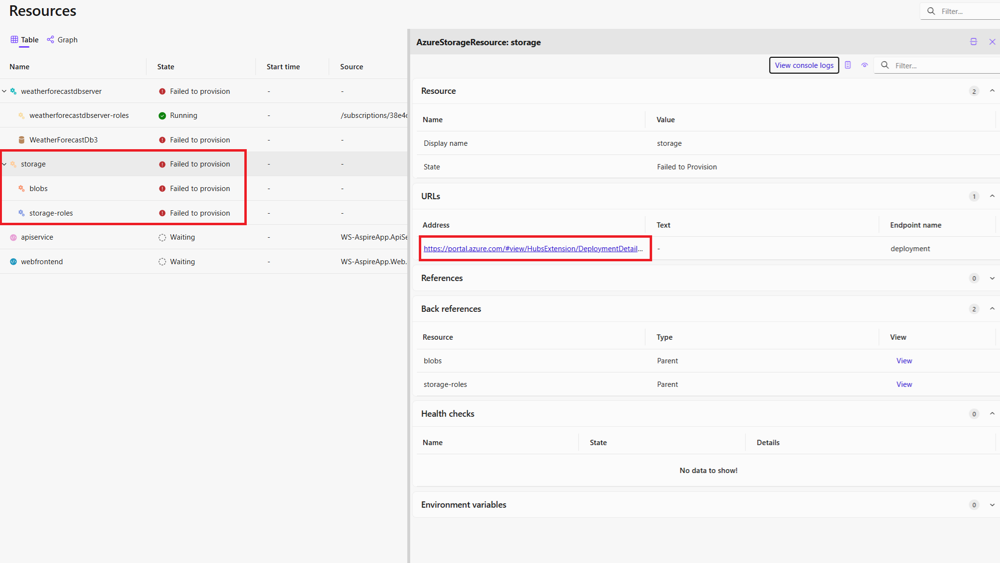 Resources
Filter...
Table
Graph
Name
State
Start time
Source
weatherforecastdbserver
Failed to provision
-
-
weatherforecastdbserver-roles
Running
-
/subscriptions/38e4
WeatherForecastDb3
Failed to provision
-
-
storage
Failed to provision
-
-
blobs
Failed to provision
-
-
storage-roles
Failed to provision
-
-
apiservice
Waiting
-
WS-AspireApp.ApiSe
webfrontend
Waiting
-
WS-AspireApp.Web.
AzureStorageResource: storage
View console logs
Filter...
Resource
2
Name
Value
Display name
storage
State
Failed to Provision
URLs
1
Address
Text
Endpoint name
https://portal.azure.com/#view/HubsExtension/DeploymentDetail...
-
deployment
References
0
Back references
2
Resource
Type
View
blobs
Parent
View
storage-roles
Parent
View
Health checks
0
Name
State
Details
No data to show!
Environment variables
0